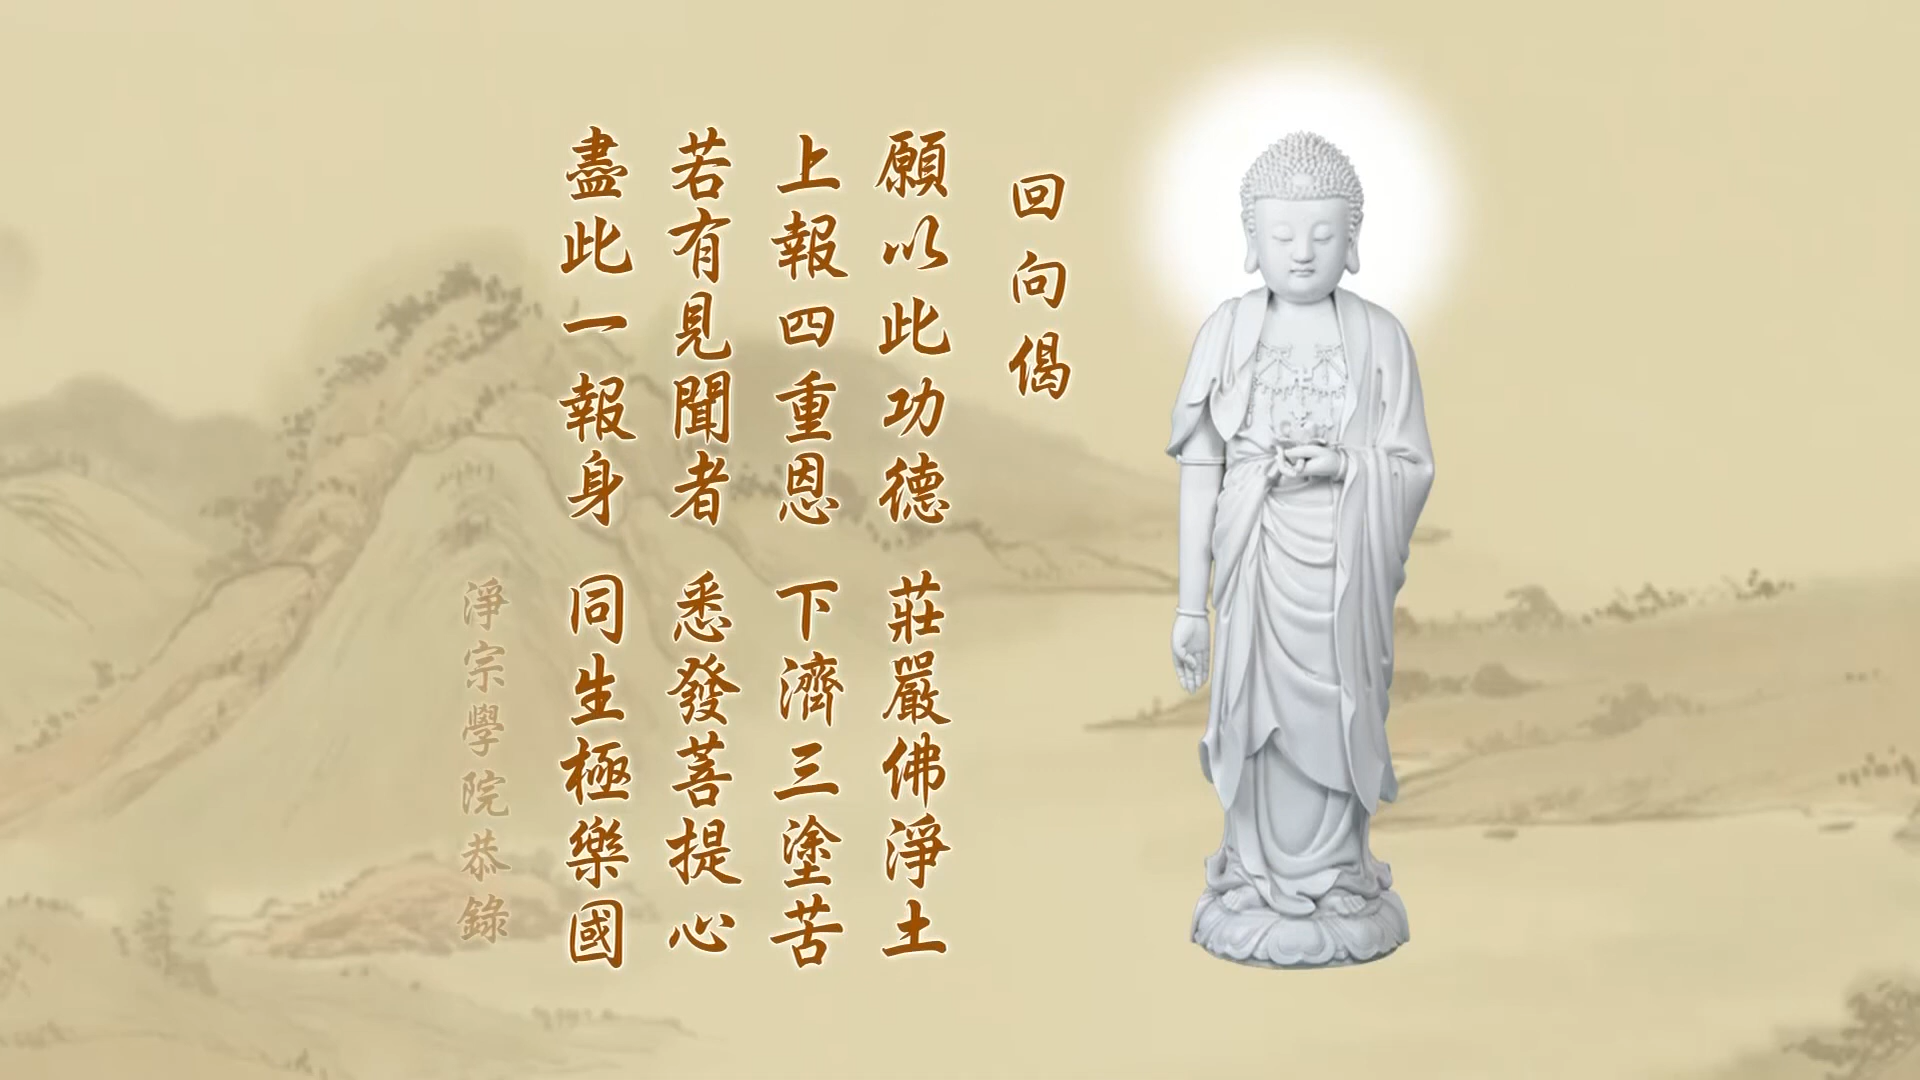 回向偈
願以此功德 莊嚴佛淨土
上報四重恩 下濟三塗苦
若有見聞者 悉發菩提心
盡此一報身 同生極樂國
淨宗學院恭錄